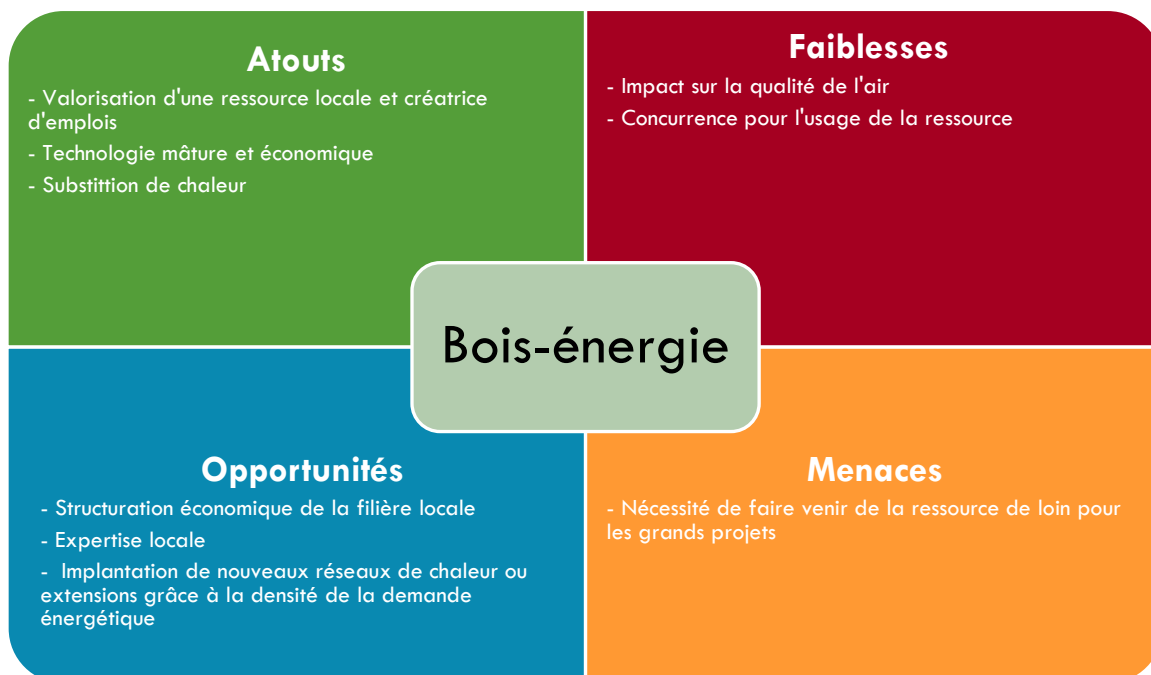 Atouts
- Valorisation d'une ressource locale et créatrice
d'emplois
- Technologie mâture et économique
- Substittion de chaleur
Faiblesses
- Impact sur la qualité de l'air
- Concurrence pour l'usage de la ressource
Bois-énergie
Opportunités
- Structuration économique de la filière locale
- Expertise locale
- Implantation de nouveaux réseaux de chaleur ou
extensions grâce à la densité de la demande
énergétique
Menaces
- Nécessité de faire venir de la ressource de loin pour
les grands projets